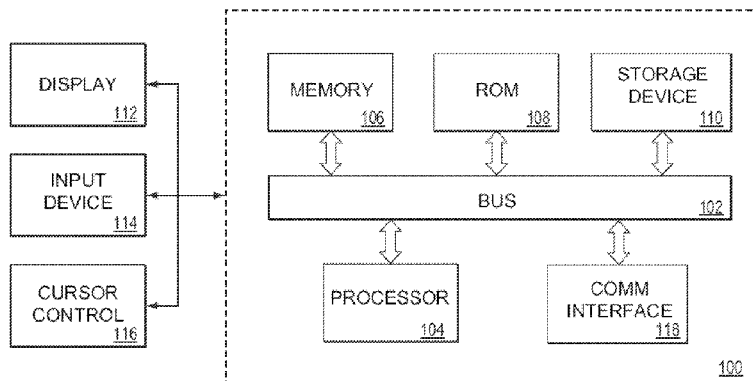 DISPLAY
112
INPUT
DEVICE
114
CURSOR
CONTROL
116
MEMORY
106
ROM
108
STORAGE
DEVICE
110
BUS
102
PROCESSOR
104
COMM
INTERFACE
118
100